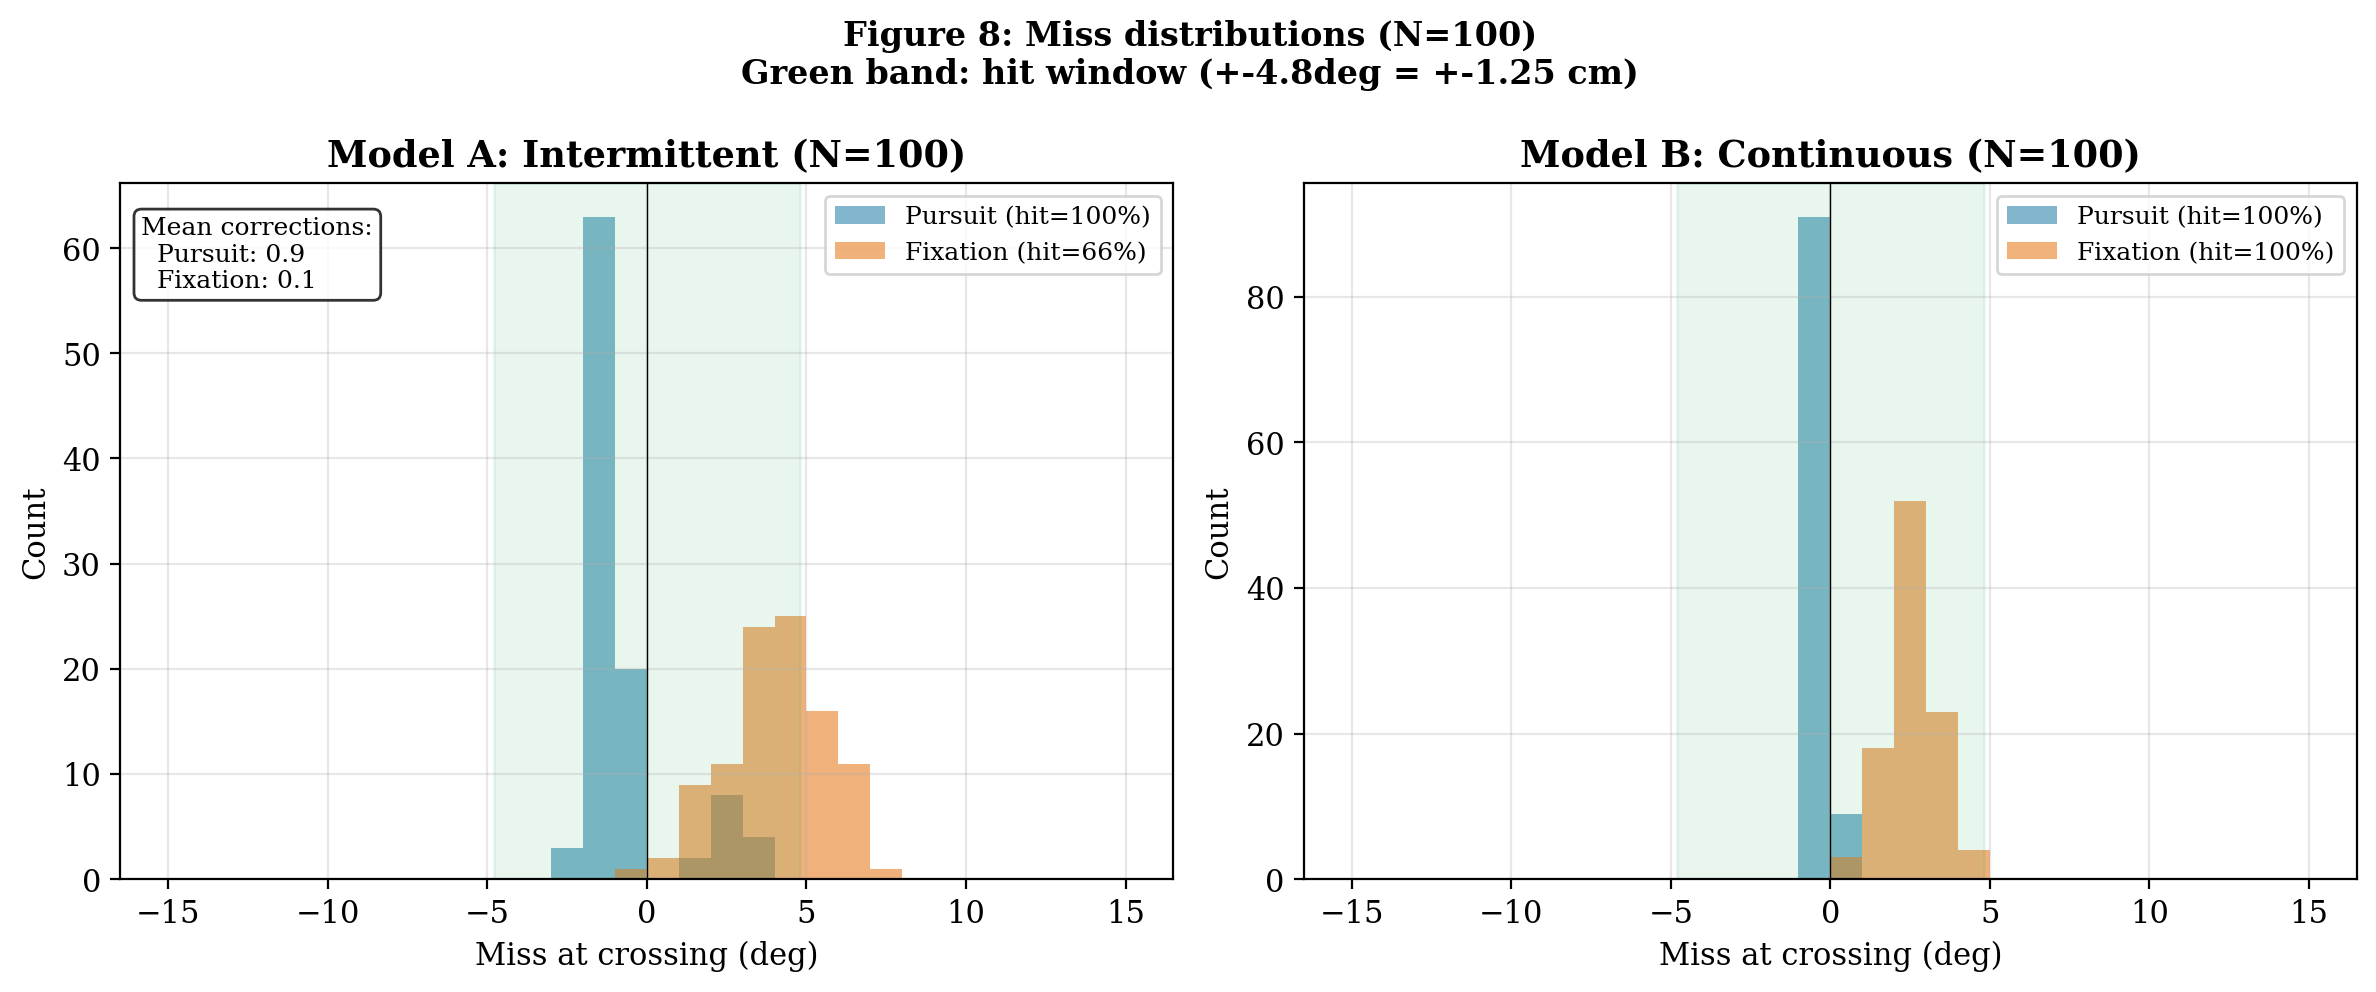 Figure 8: Miss distributions (N=100)
Green band: hit window (+-4.8deg = +-1.25 cm)
Model A: Intermittent (N=100)
Mean corrections:
Pursuit: 0.9
Fixation: 0.1
Pursuit (hit=100%)
Fixation (hit=66%)
60
50
40
30
20
10
0
Count
−15
−10
−5
0
5
10
15
Miss at crossing (deg)
Model B: Continuous (N=100)
Pursuit (hit=100%)
Fixation (hit=100%)
80
60
40
20
0
Count
−15
−10
−5
0
5
10
15
Miss at crossing (deg)